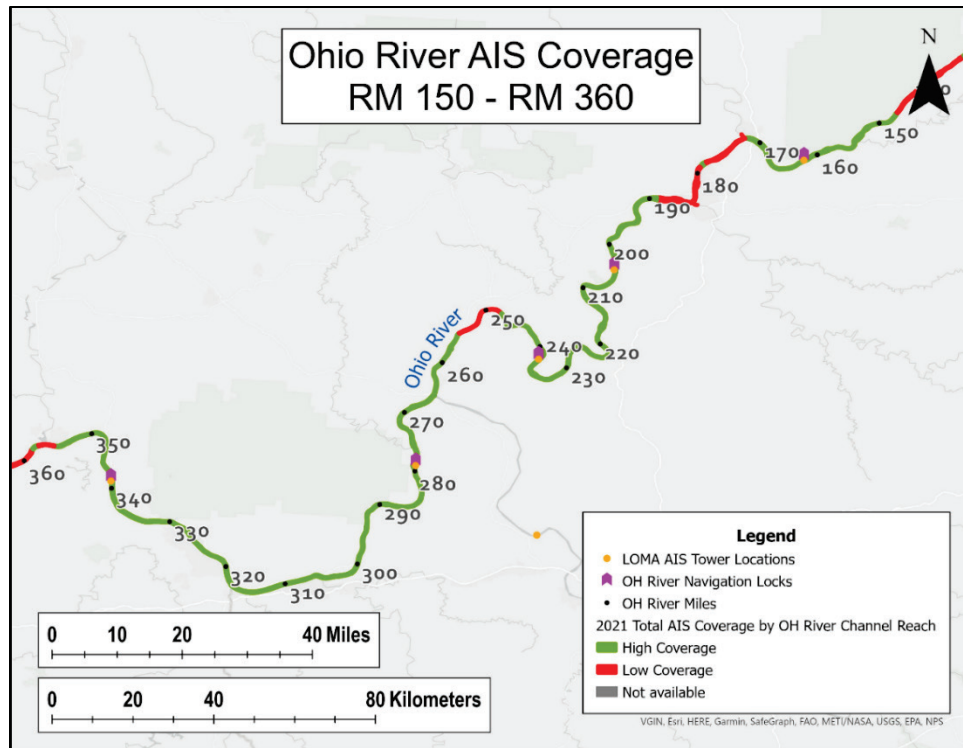 Ohio River AIS Coverage
RM 150 - RM 360
N
150
160
170
180
190
200
210
220
230
240
250
Ohio River
260
270
280
290
300
310
320
330
340
350
360
0 10 20 40 Miles
0 20 40 80 Kilometers
Legend
LOMA AIS Tower Locations
OH River Navigation Locks
OH River Miles
2021 Total AIS Coverage by OH River Channel Reach
High Coverage
Low Coverage
Not available
VGIN, Esri, HERE, Garmin, SafeGraph, FAO, METI/NASA, USGS, EPA, NPS